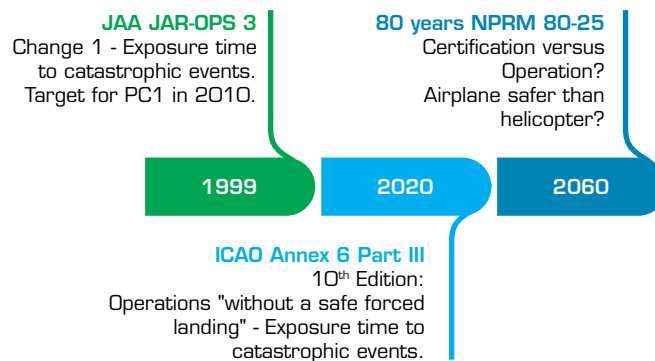 JAA JAR-OPS 3
Change 1 - Exposure time
to catastrophic events.
Target for PC1 in 2010.
80 years NPRM 80-25
Certification versus
Operation?
Airplane safer than
helicopter?
1999
2020
2060
ICAO Annex 6 Part III
10th Edition:
Operations "without a safe forced
landing" - Exposure time to
catastrophic events.